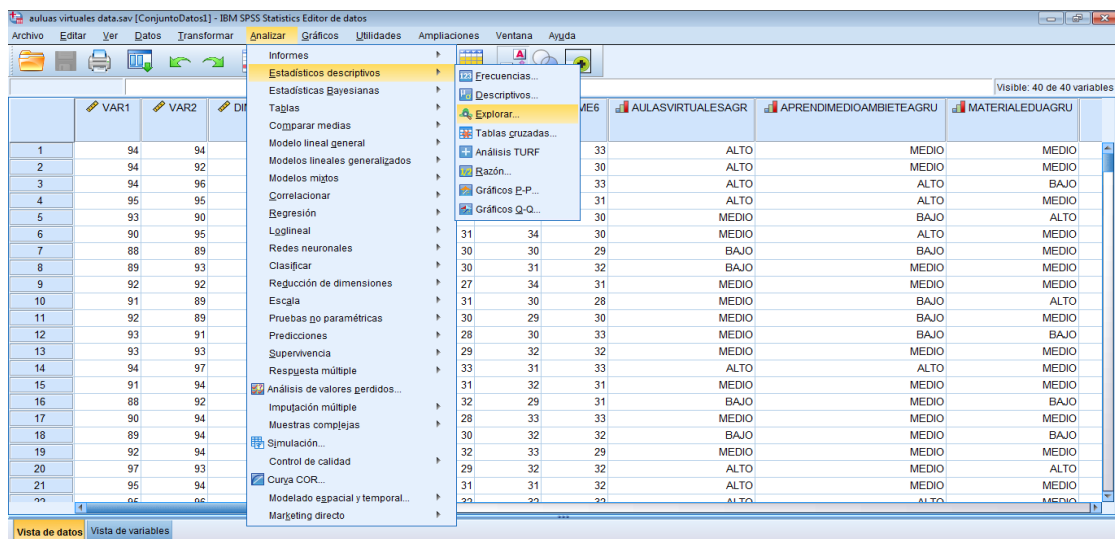 auluas virtuales data.sav [ConjuntoDatos1] - IBM SPSS Statistics Editor de datos
Archivo Editar Ver Datos Transformar Analizar Gráficos Utilidades Ampliaciones Ventana Ayuda
Informes
Estadísticos descriptivos
Estadísticas Bayesianas
Tablas
Comparar medias
Modelo lineal general
Modelos lineales generalizados
Modelos mixtos
Correlacionar
Regresión
Loglineal
Redes neuronales
Clasificar
Reducción de dimensiones
Escala
Pruebas no paramétricas
Predicciones
Supervivencia
Respuesta múltiple
Análisis de valores perdidos...
Imputación múltiple
Muestras complejas
Simulación...
Control de calidad
Curva COR...
Modelado espacial y temporal...
Marketing directo
Frecuencias...
Descriptivos...
Explorar...
Tablas cruzadas...
Análisis TURF
Razón...
Gráficos P-P...
Gráficos Q-Q...
Visible: 40 de 40 variables
VAR1 VAR2 DI ME6 AULASVIRTUALESAGR APRENDIMEDIOAMBIETEAGRU MATERIALEDUAGRU
1 94 94 33 ALTO MEDIO MEDIO
2 94 92 30 ALTO MEDIO MEDIO
3 94 96 33 ALTO ALTO BAJO
4 95 95 31 ALTO ALTO MEDIO
5 93 90 30 MEDIO BAJO ALTO
6 90 95 31 34 30 MEDIO ALTO MEDIO
7 88 89 30 30 29 BAJO BAJO MEDIO
8 89 93 30 31 32 BAJO MEDIO MEDIO
9 92 92 27 34 31 MEDIO MEDIO MEDIO
10 91 89 31 30 28 MEDIO BAJO ALTO
11 92 89 30 29 30 MEDIO BAJO MEDIO
12 93 91 28 30 33 MEDIO BAJO BAJO
13 93 93 29 32 32 MEDIO MEDIO MEDIO
14 94 97 33 31 33 ALTO ALTO MEDIO
15 91 94 31 32 31 MEDIO MEDIO MEDIO
16 88 92 32 29 31 BAJO MEDIO BAJO
17 90 94 28 33 33 MEDIO MEDIO MEDIO
18 89 94 30 32 32 BAJO MEDIO BAJO
19 92 94 32 33 29 MEDIO MEDIO MEDIO
20 97 93 29 32 32 ALTO MEDIO ALTO
21 95 94 31 31 32 ALTO MEDIO MEDIO
Vista de datos Vista de variables